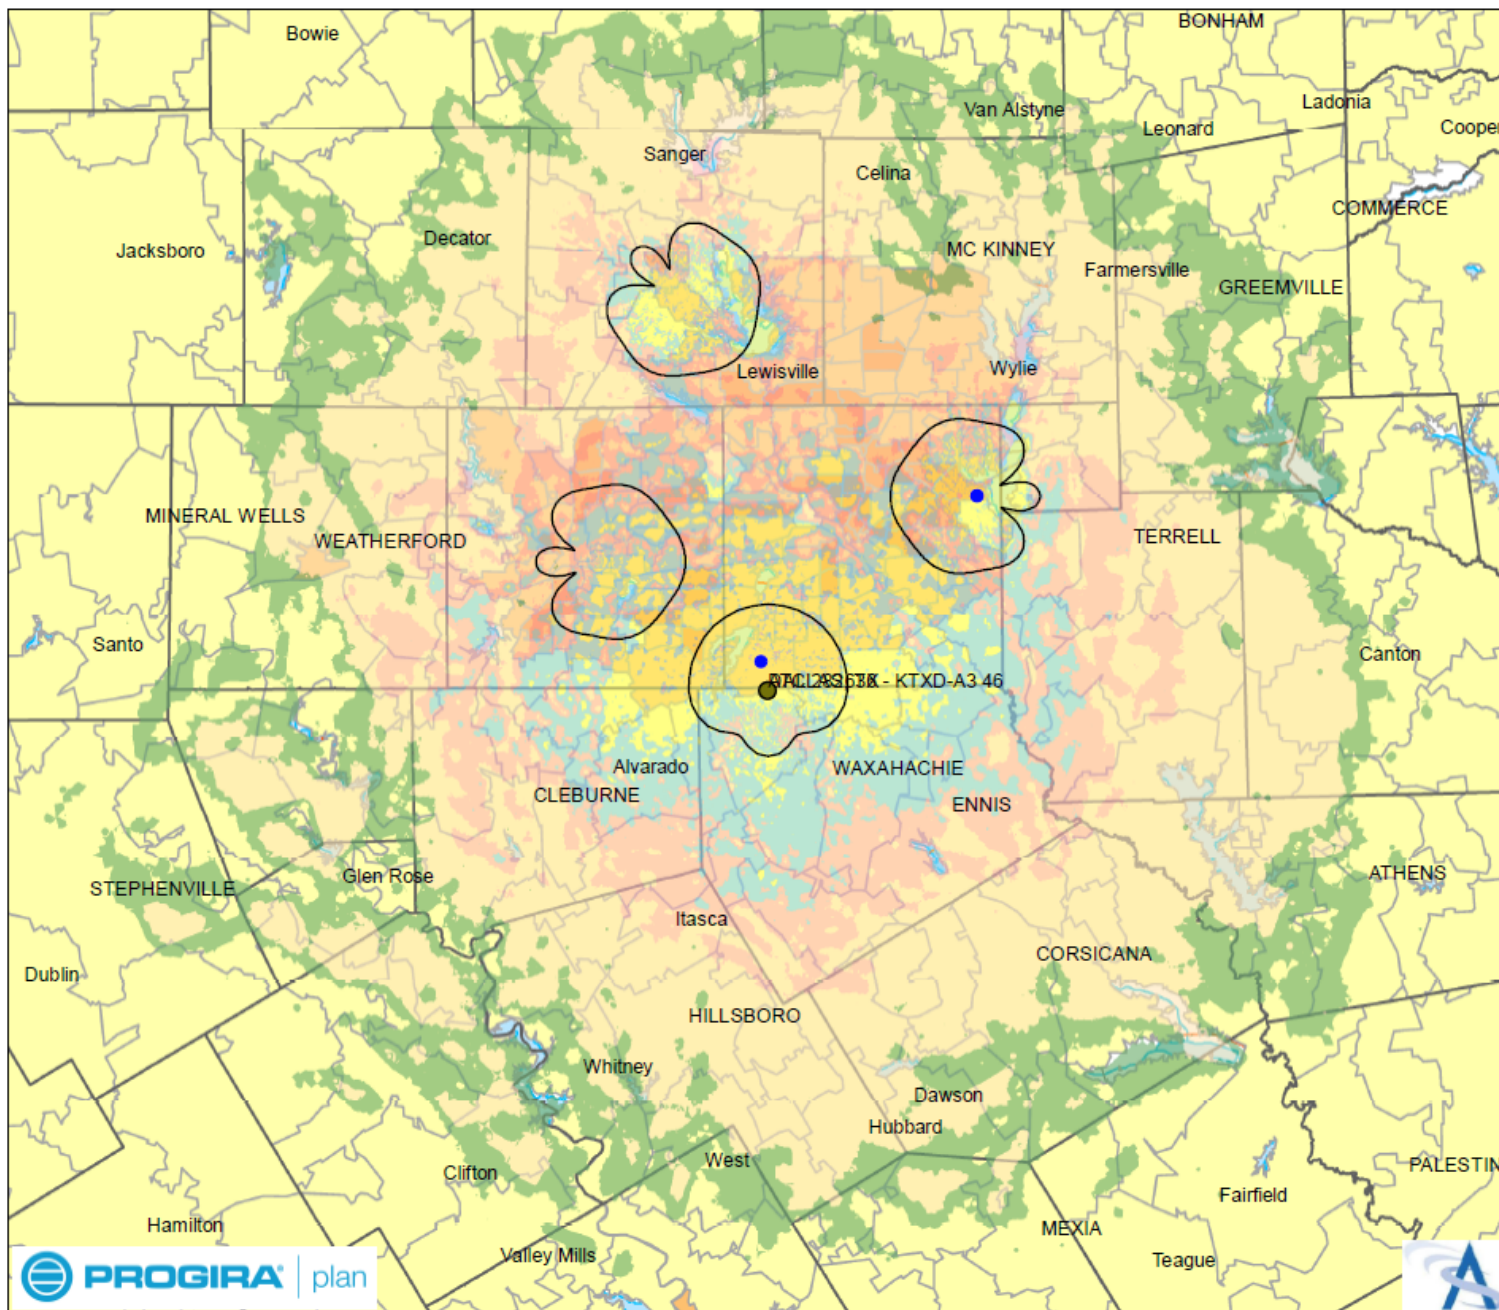 BONHAM
Bowie
Ladonia
Van Alstyne
Leonard
Cooper
Sanger
Celina
COMMERCE
Decator
Jacksboro
MC KINNEY
Farmersville
GREEMVILLE
Lewisville
Wylie
MINERAL WELLS
WEATHERFORD
TERRELL
Santo
Canton
- KTXD-A3 46
Alvarado
WAXAHACHIE
CLEBURNE
ENNIS
ATHENS
Glen Rose
STEPHENVILLE
Itasca
CORSICANA
Dublin
HILLSBORO
Whitney
Dawson
Hubbard
West
PALESTIN
Clifton
Fairfield
Hamilton
MEXIA
Valley Mills
Teague
PROGIRA® | plan